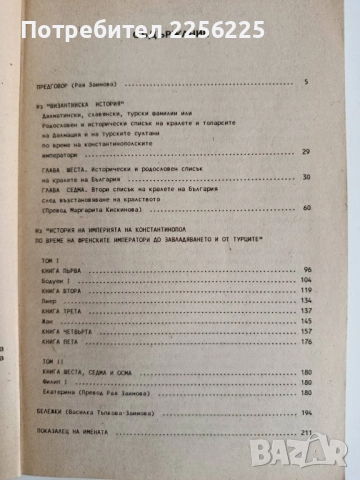 Потребител 2256225
СЪДЪРЖАНИЕ
ПРЕДГОВОР (Рая Заимова) 5
Из "ВИЗАНТИЙСКА ИСТОРИЯ"
Далматински, славянски, турски фамилии или
Родословен и исторически списък на кралете и топарсите
на Далмация и на турските султани
по време на константинополските
императори 29
ГЛАВА ШЕСТА. Исторически и родословен списък
на кралете на България 30
ГЛАВА СЕДМА. Втори списък на кралете на България
след възстановяване на кралството
(Превод Маргарита Кискинова) 60
Из "ИСТОРИЯ НА ИМПЕРИЯТА НА КОНСТАНТИНОПОЛ
ПО ВРЕМЕ НА ФРЕНСКИТЕ ИМПЕРАТОРИ ДО ЗАВЛАДЯВАНЕТО Й ОТ ТУРЦИТЕ"
ТОМ I
КНИГА ПЪРВА 96
Бодуен I 104
КНИГА ВТОРА 119
Пиер 134
КНИГА ТРЕТА 137
Жан 145
КНИГА ЧЕТВЪРТА 157
КНИГА ПЕТА 176
ТОМ II
КНИГА ШЕСТА, СЕДМА И ОСМА 180
Филип I 180
Екатерина (Превод Рая Заимова) 180
БЕЛЕЖКИ (Василка Тъпкова-Заимова) 194
ПОКАЗАЛЕЦ НА ИМЕНАТА 211
BAZAR